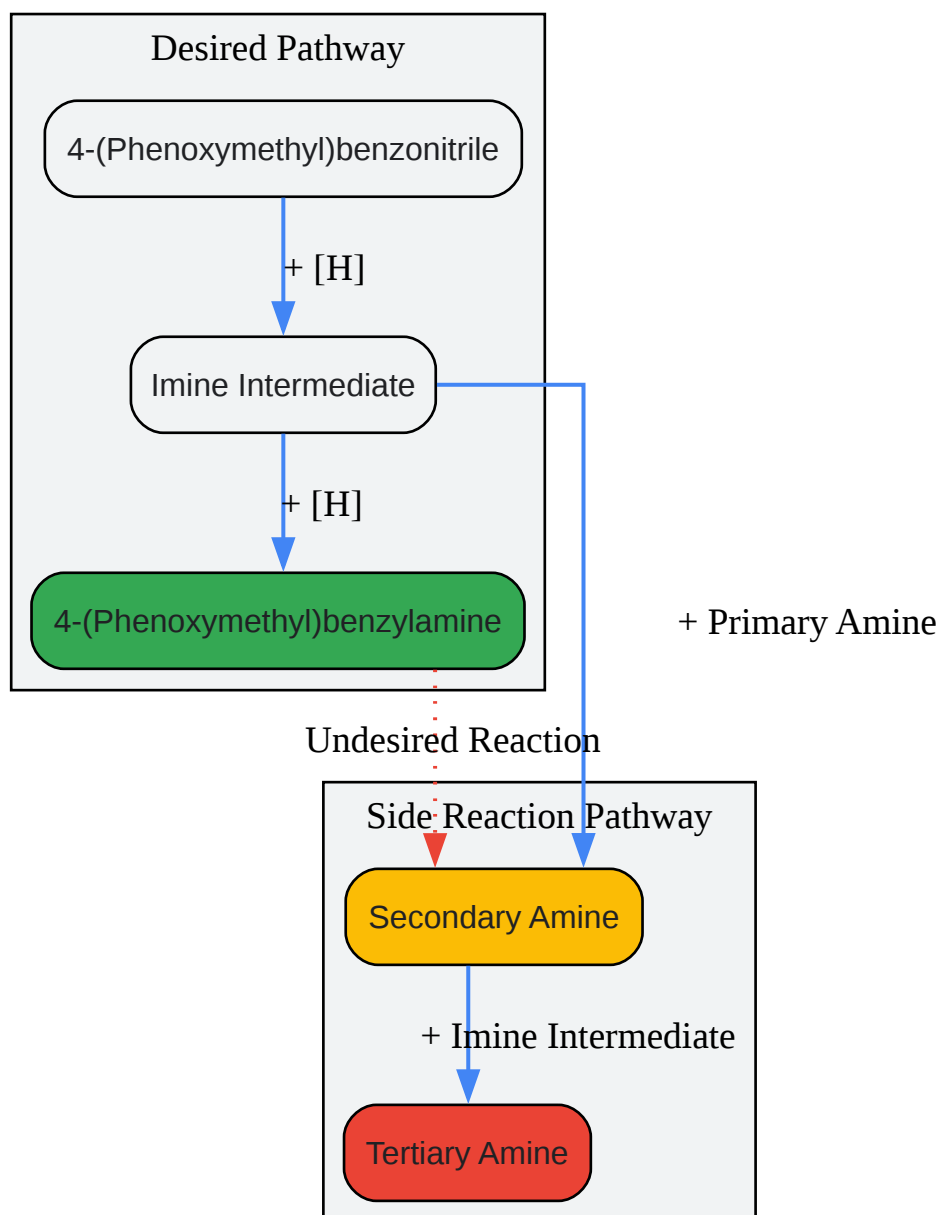 Desired Pathway
4-(Phenoxymethyl)benzonitrile
+ [H]
Imine Intermediate
+ [H]
4-(Phenoxymethyl)benzylamine
+ Primary Amine
Undesired Reaction
Side Reaction Pathway
Secondary Amine
+ Imine Intermediate
Tertiary Amine